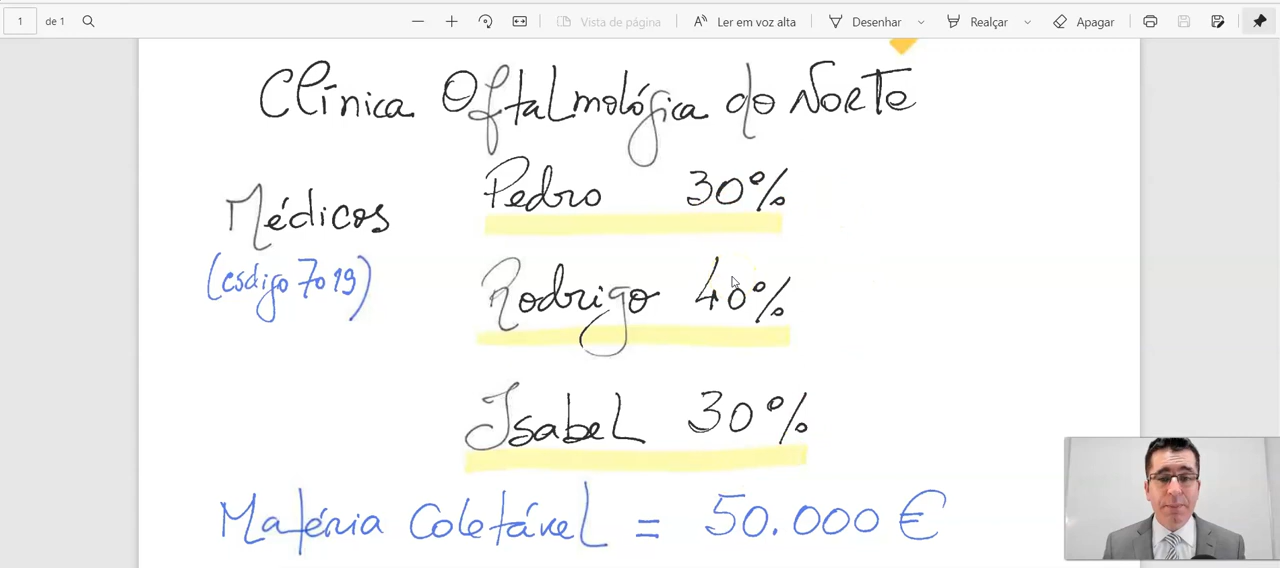 1 de 1 Vista de página Ler em voz alta Desenhar Realçar Apagar
Clínica Oftalmológica do Norte
Pedro 30%
Médicos
(código 7019)
Rodrigo 40%
Isabel 30%
Matéria Coletável = 50.000 €